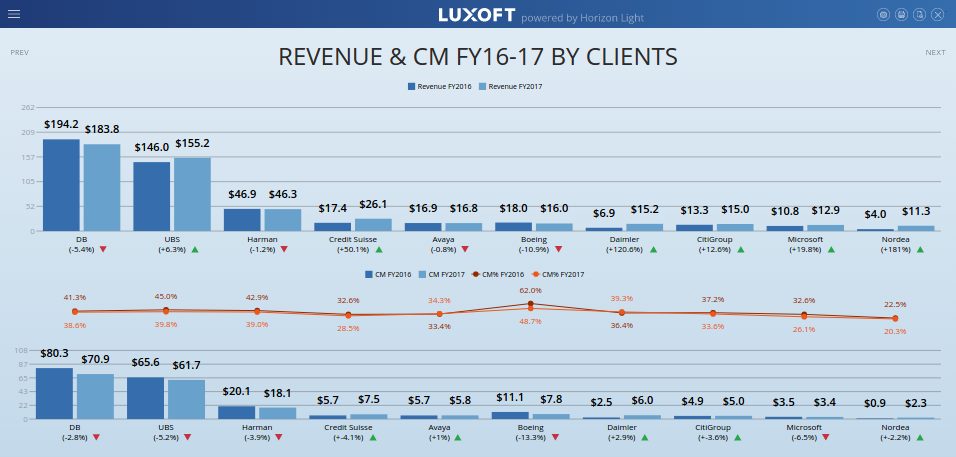 LUXOFT powered by Horizon Light
PREV
NEXT
REVENUE & CM FY16-17 BY CLIENTS
Revenue FY2016 Revenue FY2017
262
209
157
105
52
0
$194.2 $183.8 $146.0 $155.2 $46.9 $46.3 $17.4 $26.1 $16.9 $16.8 $18.0 $16.0 $6.9 $15.2 $13.3 $15.0 $10.8 $12.9 $4.0 $11.3
DB UBS Harman Credit Suisse Avaya Boeing Daimler CitiGroup Microsoft Nordea
(-5.4%) (+6.3%) (-1.2%) (+50.1%) (-0.8%) (-10.9%) (+120.6%) (+12.6%) (+19.8%) (+181%)
CM FY2016 CM FY2017 CM% FY2016 CM% FY2017
41.3% 45.0% 42.9% 32.6% 34.3% 62.0% 39.3% 37.2% 32.6% 22.5%
38.6% 39.8% 39.0% 28.5% 33.4% 48.7% 36.4% 33.6% 26.1% 20.3%
108
87
65
43
22
0
$80.3 $70.9 $65.6 $61.7 $20.1 $18.1 $5.7 $7.5 $5.7 $5.8 $11.1 $7.8 $2.5 $6.0 $4.9 $5.0 $3.5 $3.4 $0.9 $2.3
DB UBS Harman Credit Suisse Avaya Boeing Daimler CitiGroup Microsoft Nordea
(-2.8%) (-5.2%) (-3.9%) (+-4.1%) (+1%) (-13.3%) (+2.9%) (+-3.6%) (-6.5%) (+-2.2%)